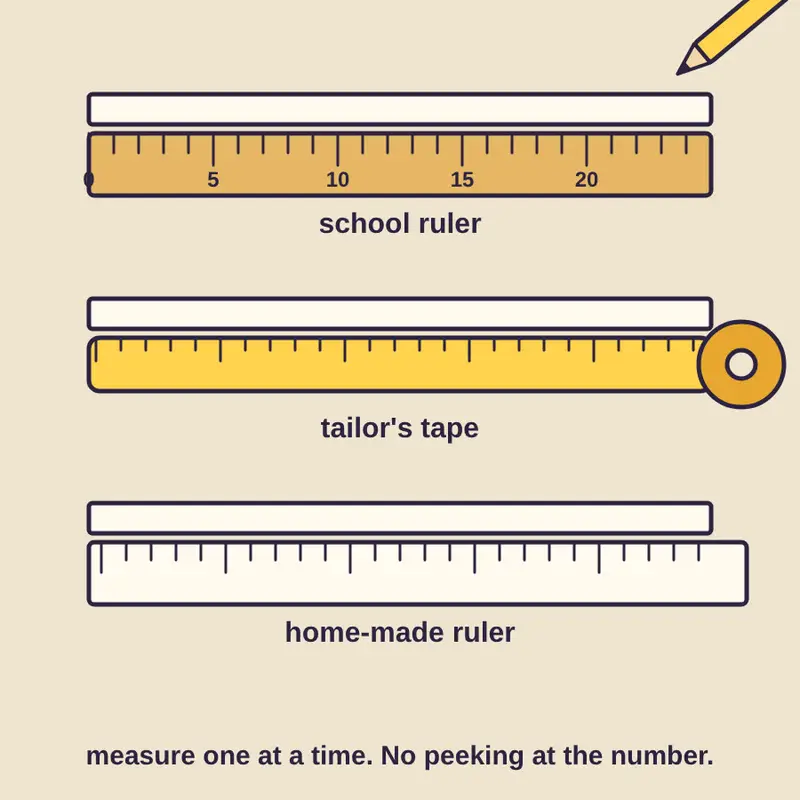 0 5 10 15 20
school ruler
tailor's tape
home-made ruler
measure one at a time. No peeking at the number.